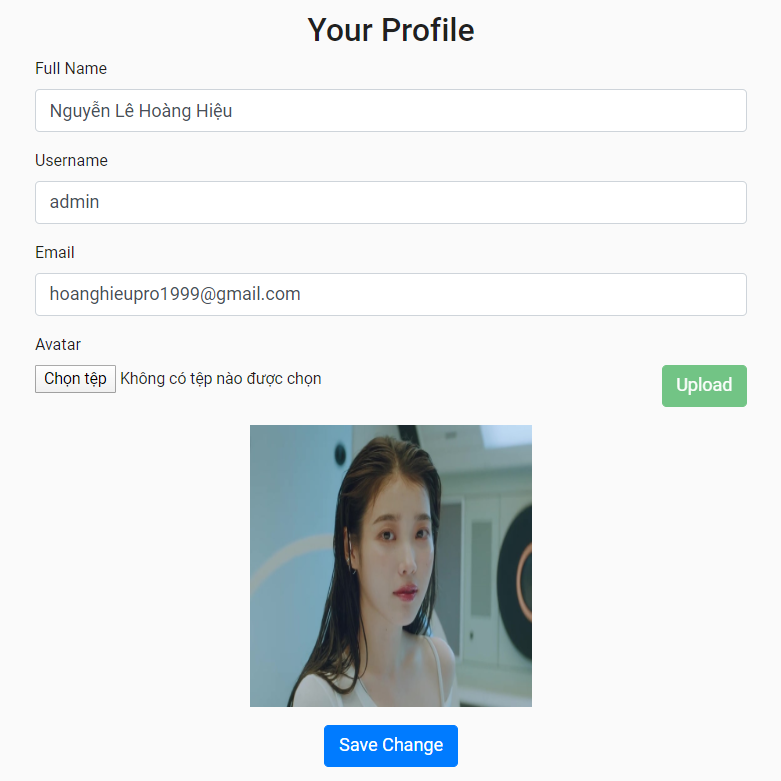 Your Profile
Full Name
Nguyễn Lê Hoàng Hiệu
Username
admin
Email
hoanghieupro1999@gmail.com
Avatar
Chọn tệp Không có tệp nào được chọn
Upload
Save Change